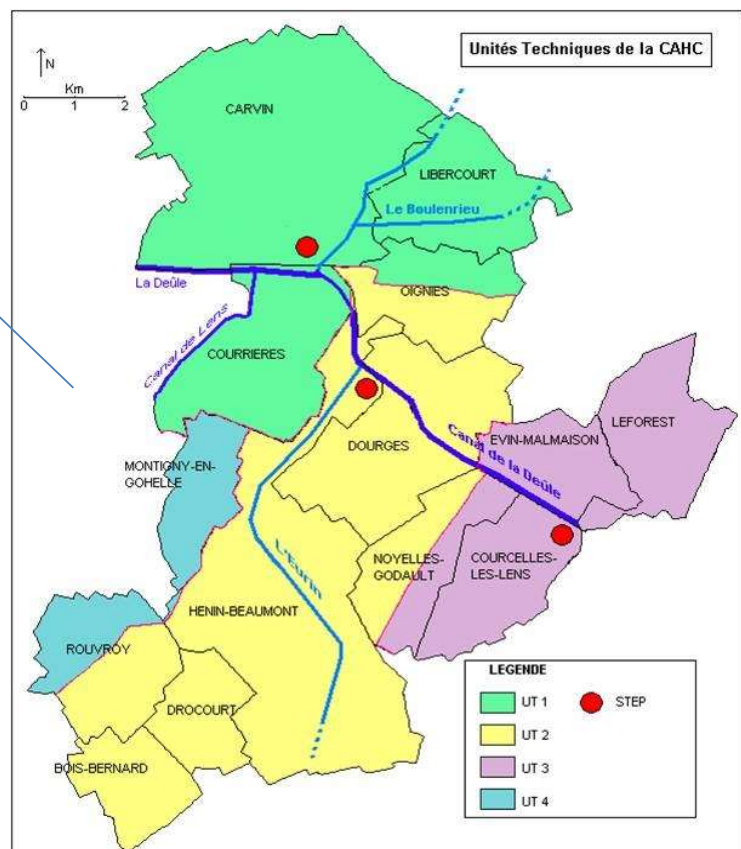 Unités Techniques de la CAHC
N
Km
0 1 2
CARVIN
LIBERCOURT
Le Boulenrieu
La Deûle
OIGNIES
Canal de Lens
COURRIERES
Canal de la Deûle
LEFOREST
EVIN-MALMAISON
DOURGES
MONTIGNY-EN-
GOHELLE
NOYELLES-
GODAULT
COURCELLES-
LES-LENS
L'Eurin
HENIN-BEAUMONT
ROUVROY
DROCOURT
BOIS-BERNARD
LEGENDE
UT 1
STEP
UT 2
UT 3
UT 4